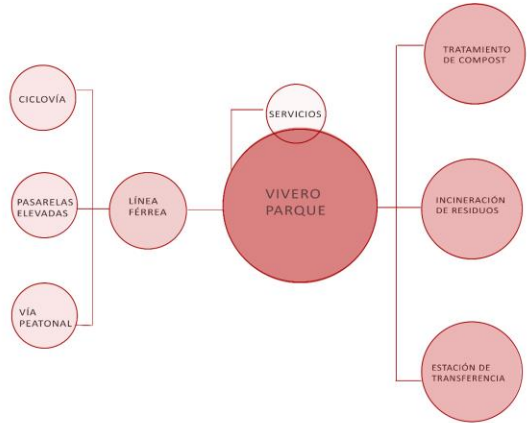 CICLOVÍA
PASARELAS
ELEVADAS
VÍA
PEATONAL
LÍNEA
FÉRREA
SERVICIOS
VIVERO
PARQUE
TRATAMIENTO
DE COMPOST
INCINERACIÓN
DE RESIDUOS
ESTACIÓN DE
TRANSFERENCIA